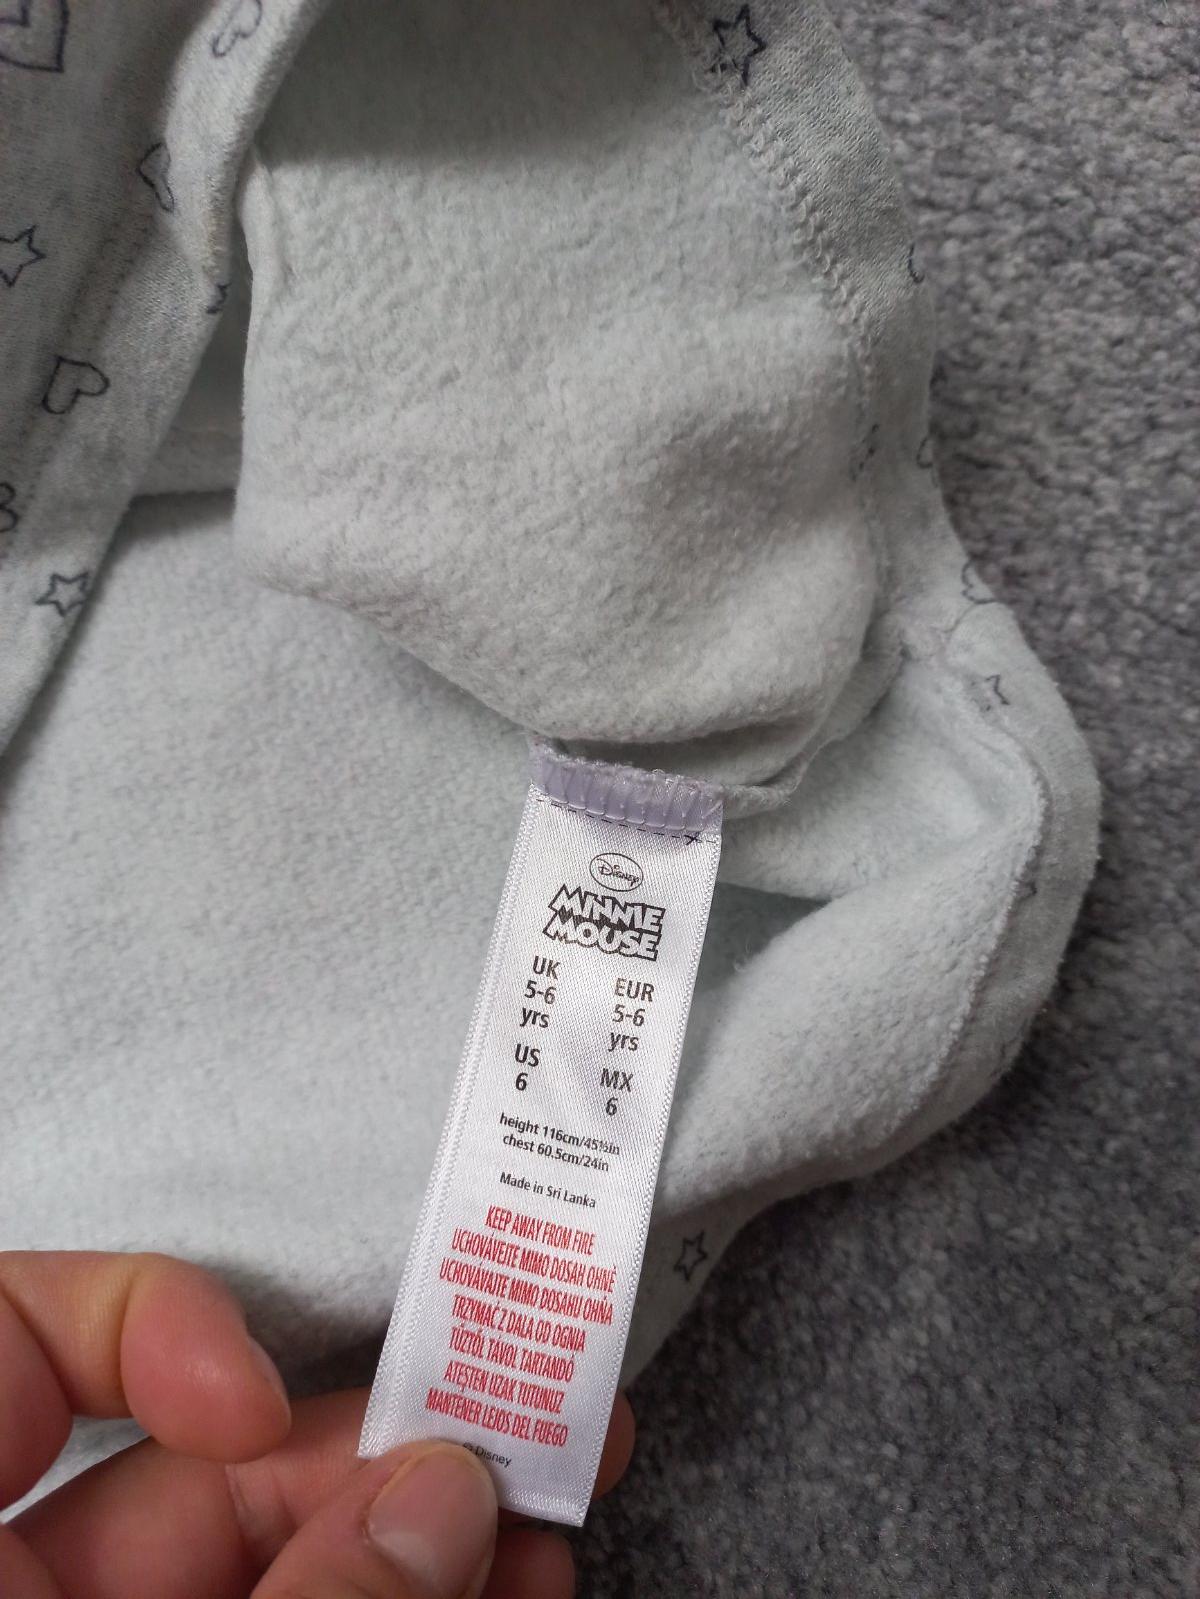 Disney
MINNIE
MOUSE
UK
5-6
yrs
EUR
5-6
yrs
US
6
MX
6
height 116cm/45½in
chest 60.5cm/24in
Made in Sri Lanka
KEEP AWAY FROM FIRE
UCHOVÁVEJTE MIMO DOSAH OHNĚ
UCHOVÁVAJTE MIMO DOSAHU OHŇA
TRZYMAĆ Z DALA OD OGNIA
TŰZTŐL TÁVOL TARTANDÓ
ATEŞTEN UZAK TUTUNUZ
MANTENER LEJOS DEL FUEGO
© Disney